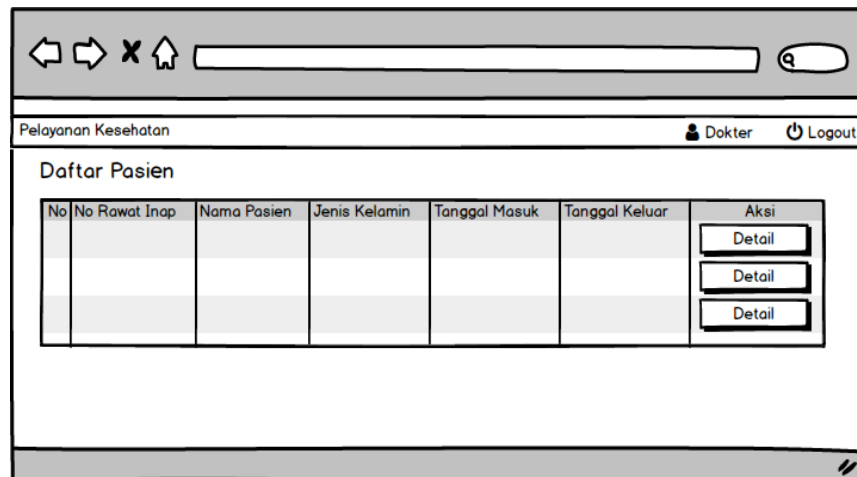 Pelayanan Kesehatan Dokter Logout
Daftar Pasien
No No Rawat Inap Nama Pasien Jenis Kelamin Tanggal Masuk Tanggal Keluar Aksi
Detail
Detail
Detail